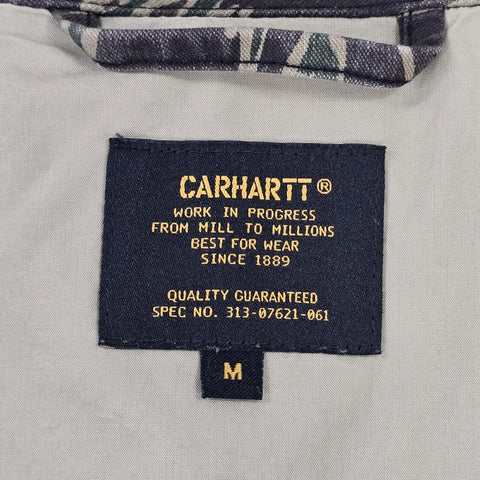 CARHARTT®
WORK IN PROGRESS
FROM MILL TO MILLIONS
BEST FOR WEAR
SINCE 1889
QUALITY GUARANTEED
SPEC NO. 313-07621-061
M